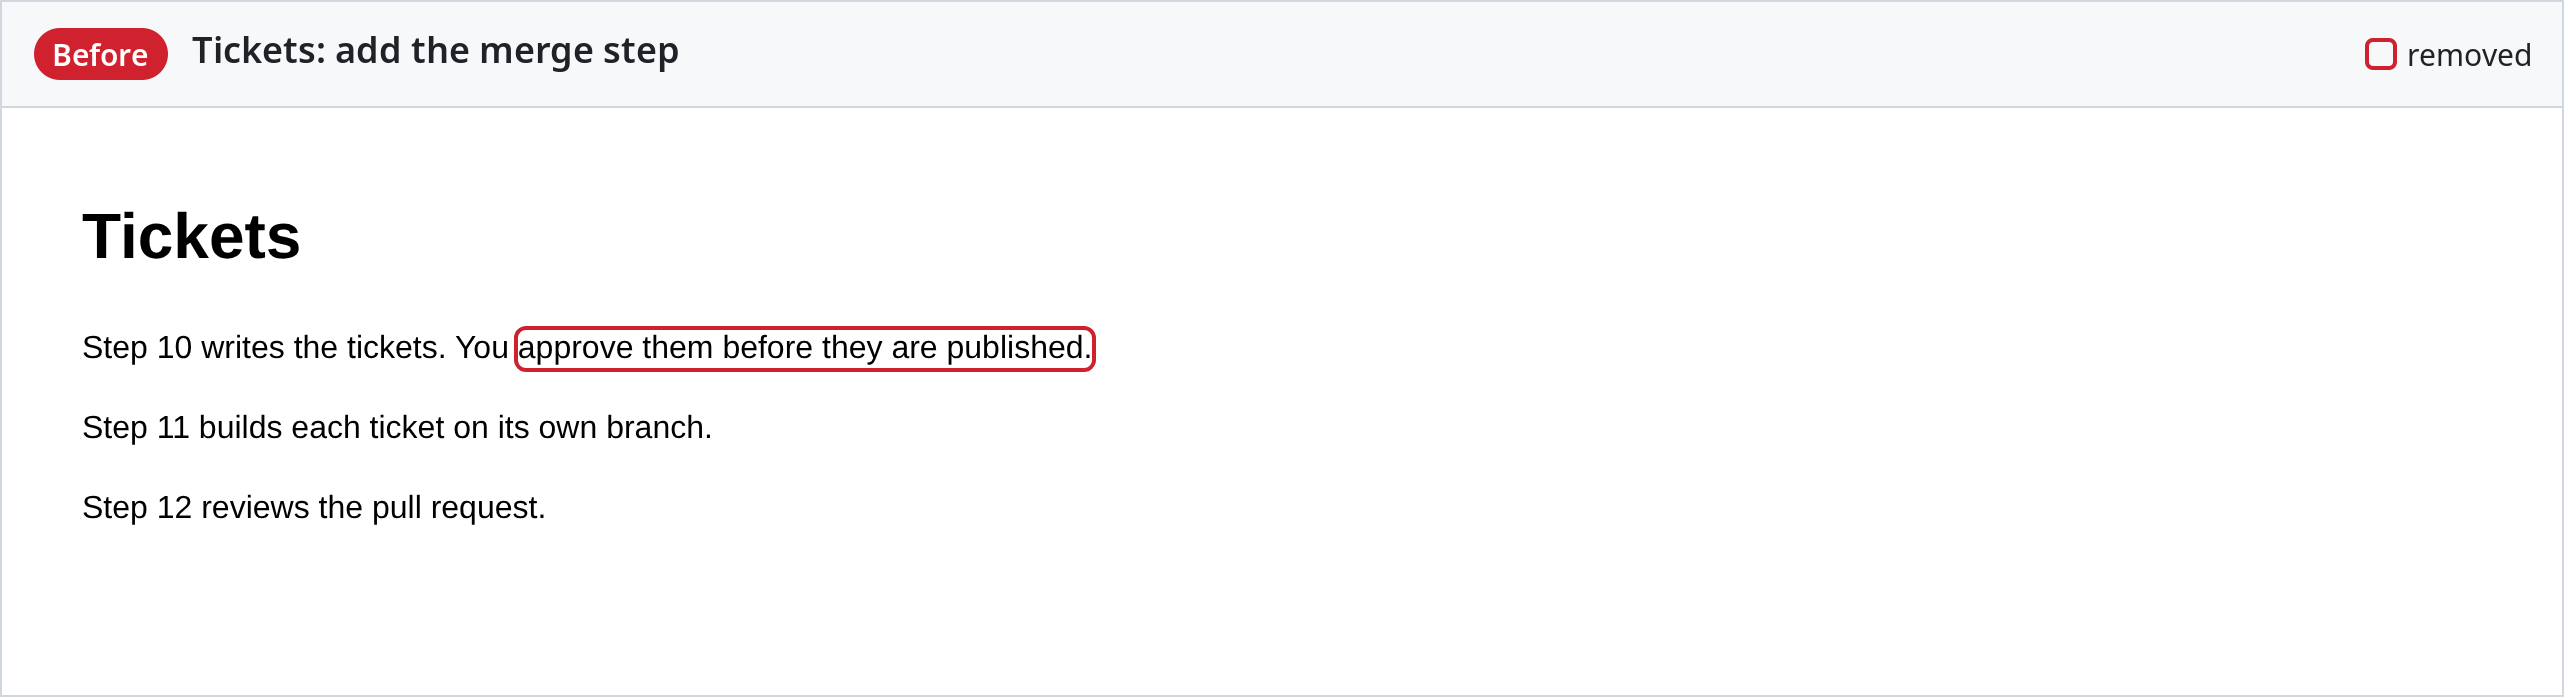 Before
Tickets: add the merge step
removed
Tickets
Step 10 writes the tickets. You approve them before they are published.
Step 11 builds each ticket on its own branch.
Step 12 reviews the pull request.